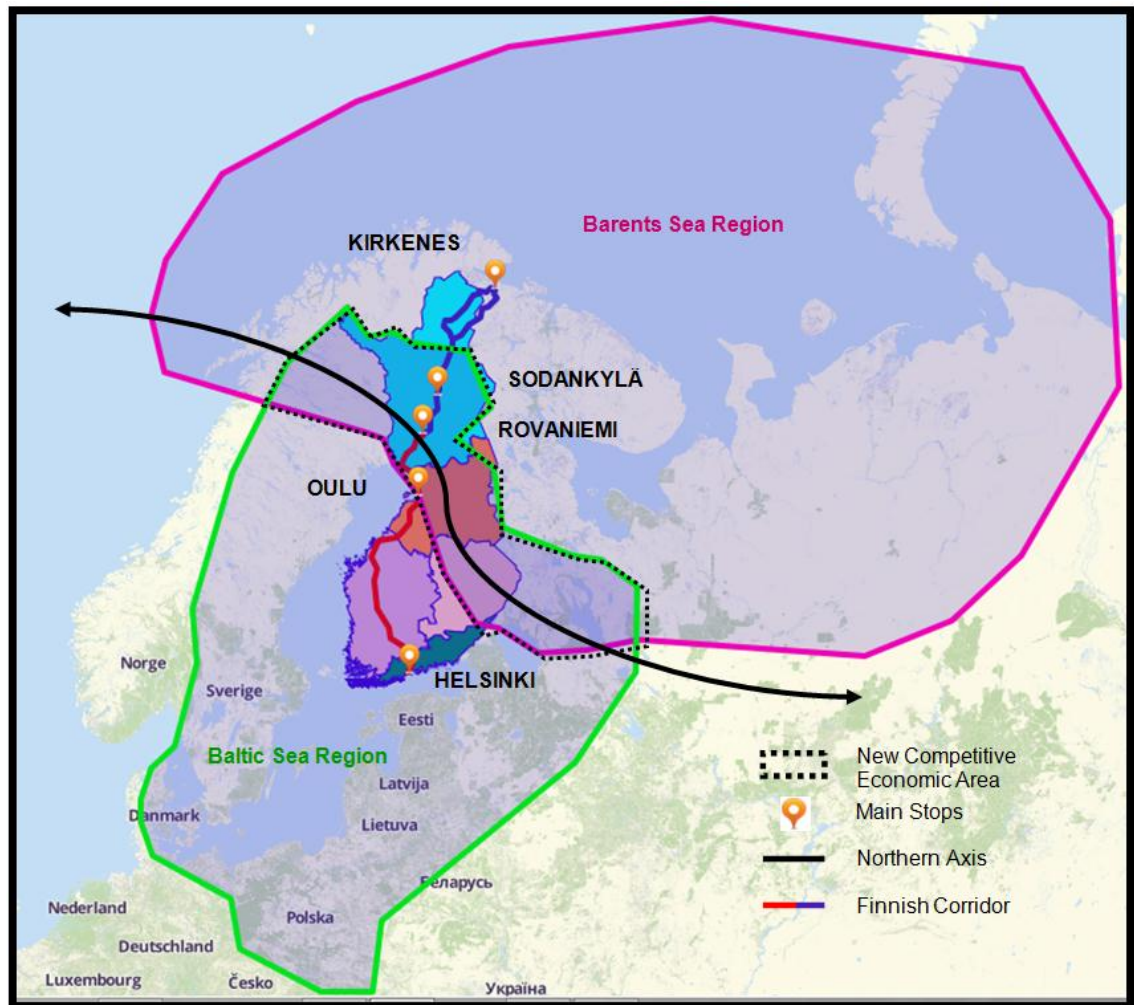 Barents Sea Region
KIRKENES
SODANKYLÄ
ROVANIEMI
OULU
HELSINKI
Norge
Sverige
Eesti
Baltic Sea Region
Latvija
Danmark
Lietuva
Беларусь
Nederland
Polska
Deutschland
Luxembourg
Česko
Україна
New Competitive
Economic Area
Main Stops
Northern Axis
Finnish Corridor